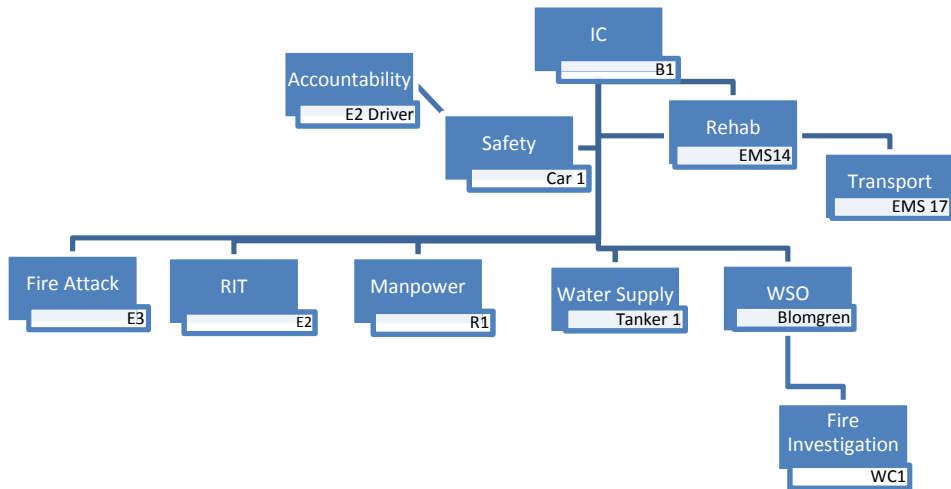 IC
B1
Accountability
E2 Driver
Safety
Car 1
Rehab
EMS14
Transport
EMS 17
Fire Attack
E3
RIT
E2
Manpower
R1
Water Supply
Tanker 1
WSO
Blomgren
Fire
Investigation
WC1